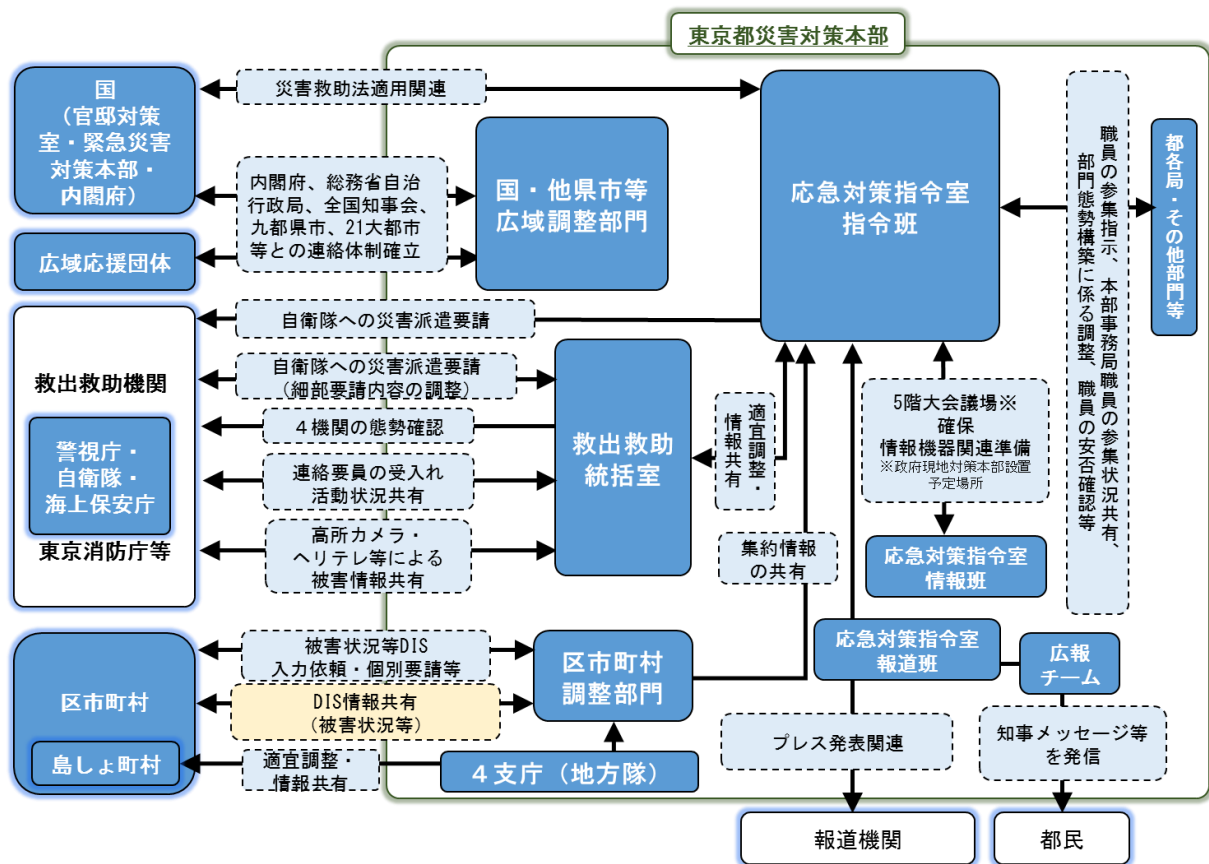 東京都災害対策本部
国
（官邸対策
室・緊急災害
対策本部・
内閣府）
災害救助法適用関連
応急対策指令室
指令班
職員の参集指示、本部事務局職員の参集状況共有、
部門態勢構築に係る調整、職員の安否確認等
都各局・その他部門等
内閣府、総務省自治
行政局、全国知事会、
九都県市、21大都市
等との連絡体制確立
国・他県市等
広域調整部門
広域応援団体
自衛隊への災害派遣要請
救出救助機関
警視庁・
自衛隊・
海上保安庁
東京消防庁等
自衛隊への災害派遣要請
（細部要請内容の調整）
４機関の態勢確認
連絡要員の受入れ
活動状況共有
高所カメラ・
ヘリテレ等による
被害情報共有
救出救助
統括室
適宜調整・
情報共有
5階大会議場※
確保
情報機器関連準備
※政府現地対策本部設置
予定場所
応急対策指令室
情報班
集約情報
の共有
区市町村
島しょ町村
被害状況等DIS
入力依頼・個別要請等
DIS情報共有
（被害状況等）
適宜調整・
情報共有
区市町村
調整部門
４支庁（地方隊）
応急対策指令室
報道班
広報
チーム
プレス発表関連
知事メッセージ等
を発信
報道機関
都民